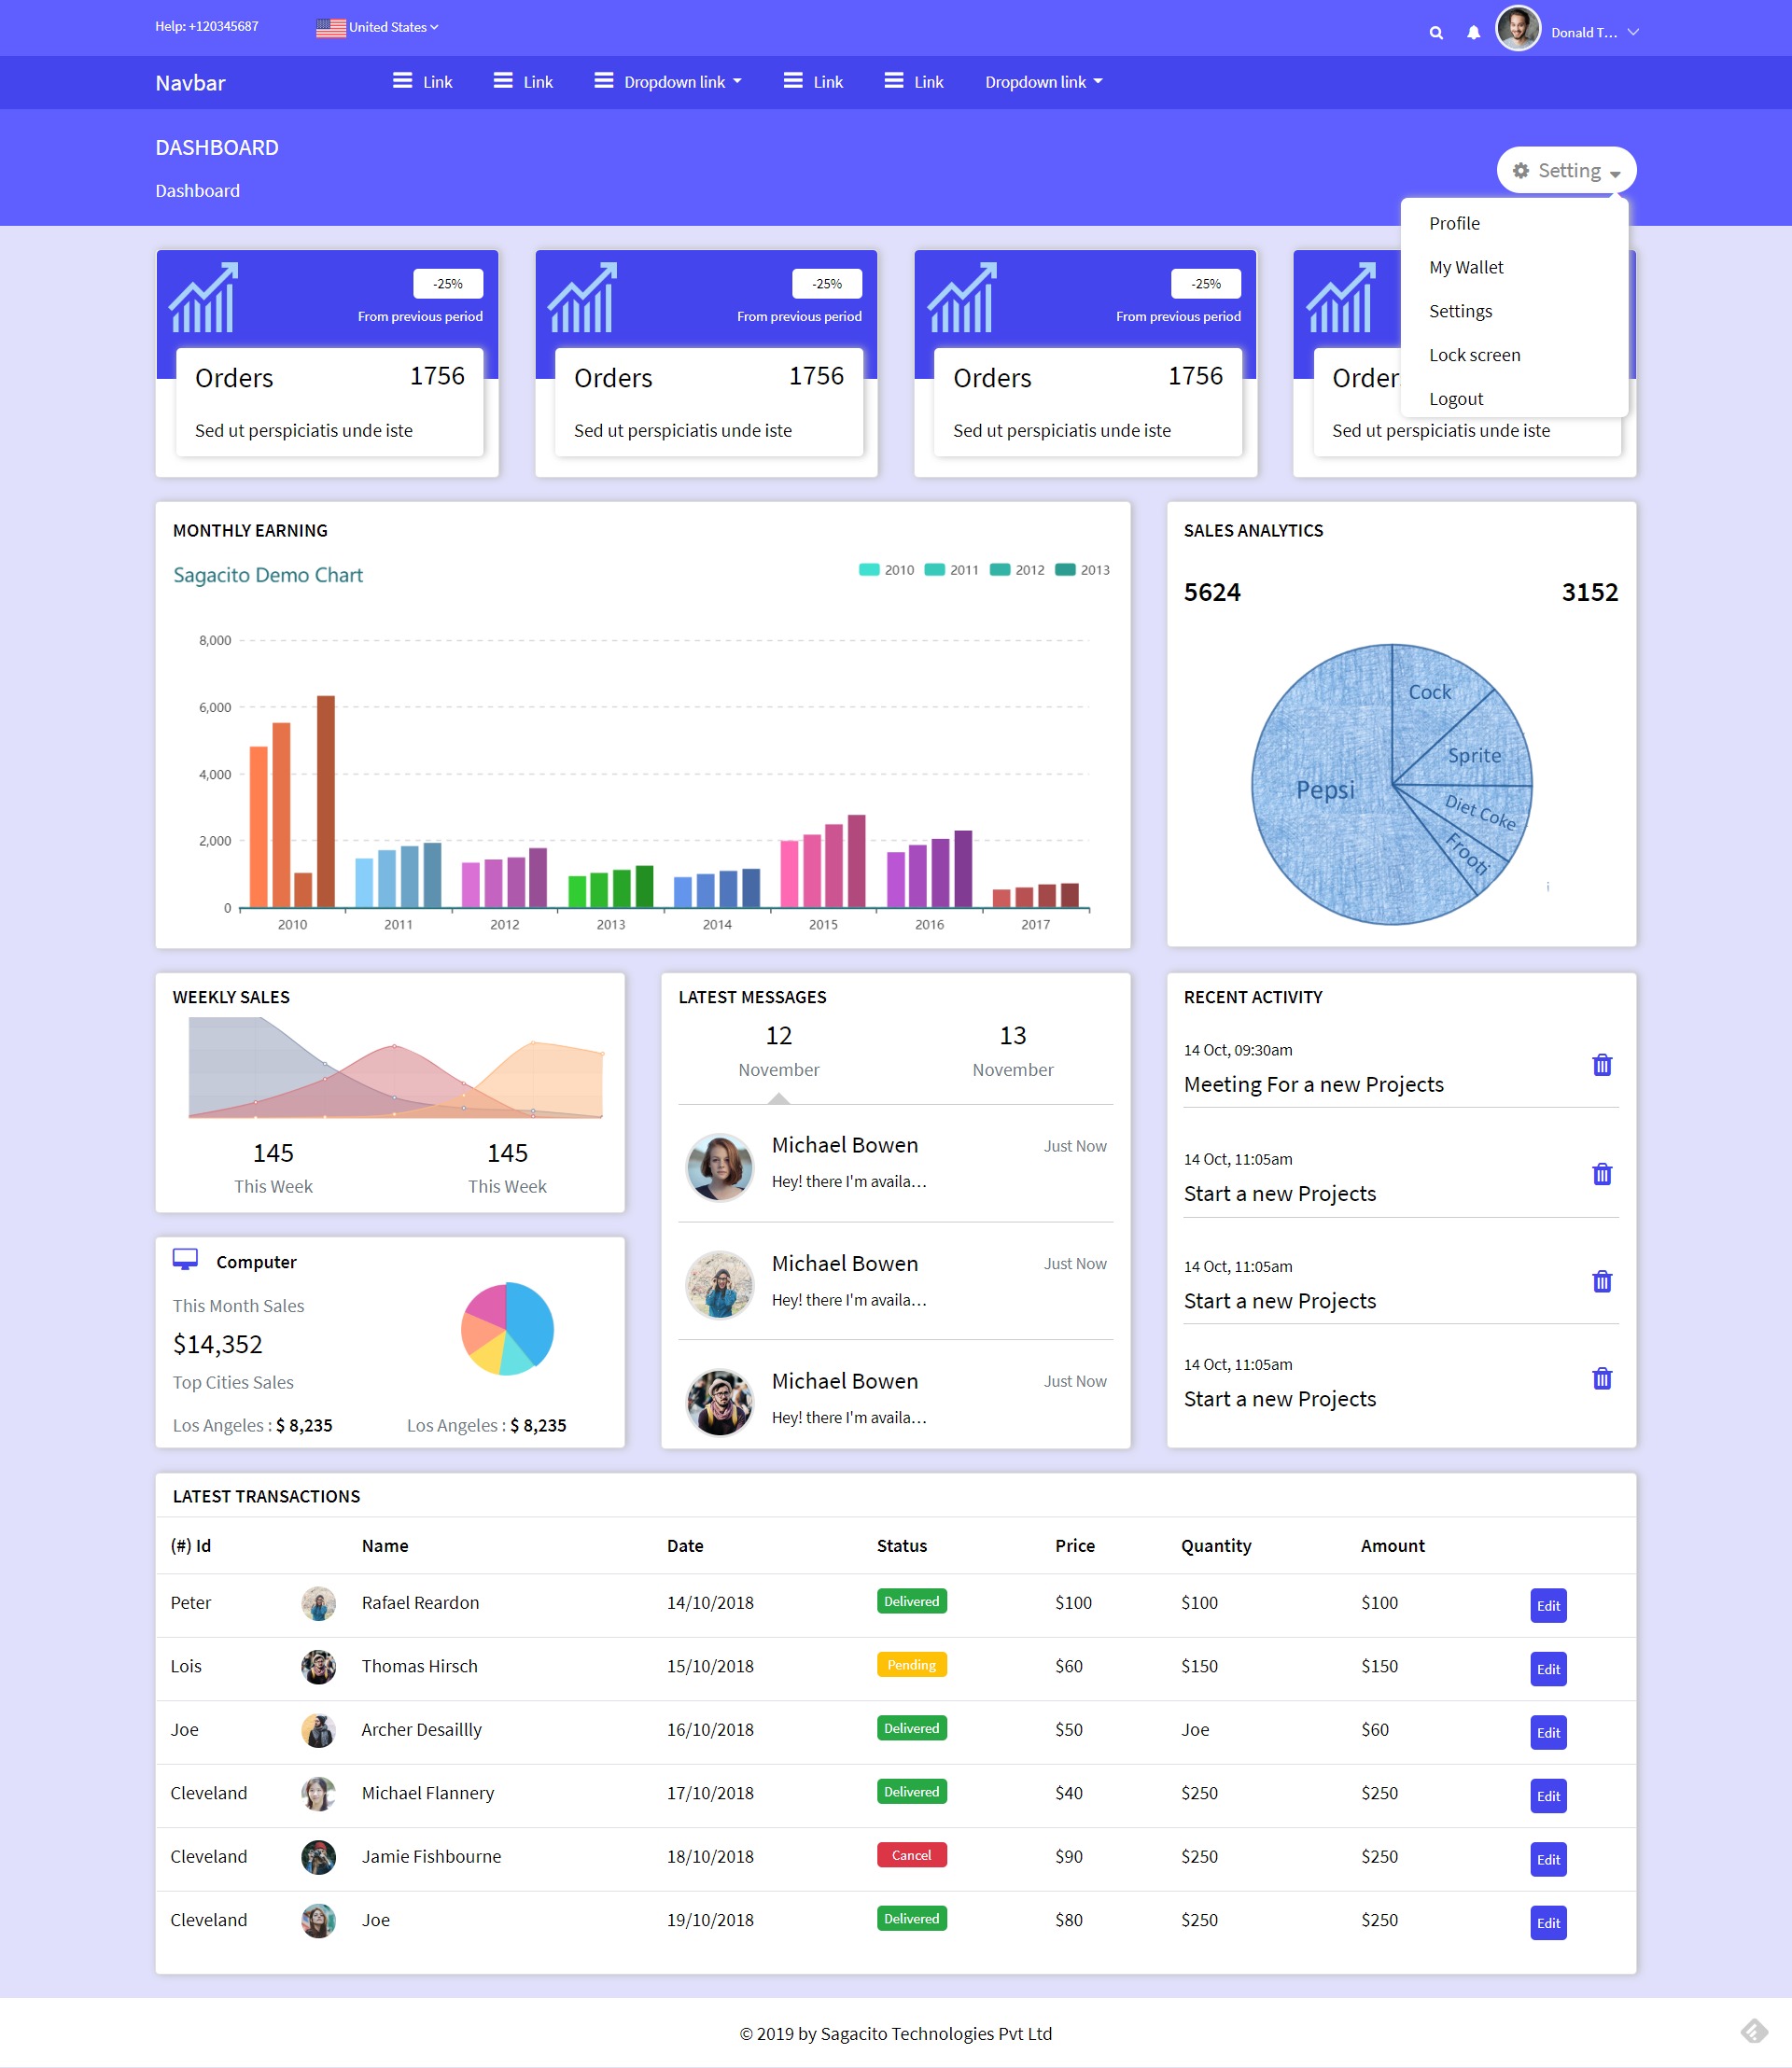 Help: +120345687
United States
Donald T...
Navbar
Link
Link
Dropdown link
Link
Link
Dropdown link
DASHBOARD
Dashboard
Setting
Profile
My Wallet
Settings
Lock screen
Logout
-25%
From previous period
Orders 1756
Sed ut perspiciatis unde iste
-25%
From previous period
Orders 1756
Sed ut perspiciatis unde iste
-25%
From previous period
Orders 1756
Sed ut perspiciatis unde iste
Order
Sed ut perspiciatis unde iste
MONTHLY EARNING
Sagacito Demo Chart
2010 2011 2012 2013
8,000
6,000
4,000
2,000
0
2010 2011 2012 2013 2014 2015 2016 2017
SALES ANALYTICS
5624 3152
Cock
Sprite
Pepsi
Diet Coke
Frooti
WEEKLY SALES
145 145
This Week This Week
Computer
This Month Sales
$14,352
Top Cities Sales
Los Angeles : $ 8,235 Los Angeles : $ 8,235
LATEST MESSAGES
12 13
November November
Michael Bowen Just Now
Hey! there I'm availa...
Michael Bowen Just Now
Hey! there I'm availa...
Michael Bowen Just Now
Hey! there I'm availa...
RECENT ACTIVITY
14 Oct, 09:30am
Meeting For a new Projects
14 Oct, 11:05am
Start a new Projects
14 Oct, 11:05am
Start a new Projects
14 Oct, 11:05am
Start a new Projects
LATEST TRANSACTIONS
(#) Id Name Date Status Price Quantity Amount
Peter Rafael Reardon 14/10/2018 Delivered $100 $100 $100 Edit
Lois Thomas Hirsch 15/10/2018 Pending $60 $150 $150 Edit
Joe Archer Desaillly 16/10/2018 Delivered $50 Joe $60 Edit
Cleveland Michael Flannery 17/10/2018 Delivered $40 $250 $250 Edit
Cleveland Jamie Fishbourne 18/10/2018 Cancel $90 $250 $250 Edit
Cleveland Joe 19/10/2018 Delivered $80 $250 $250 Edit
© 2019 by Sagacito Technologies Pvt Ltd